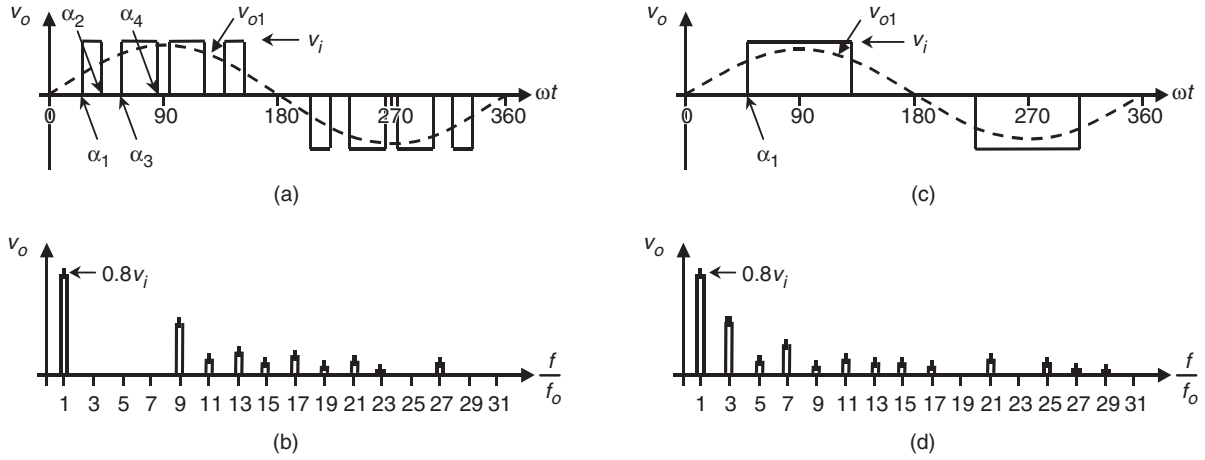 v_o α_2 α_4 v_o1 v_i
0 90 180 270 360 ωt
α_1 α_3
(a)
v_o v_o1 v_i
0 90 180 270 360 ωt
α_1
(c)
v_o 0.8v_i
1 3 5 7 9 11 13 15 17 19 21 23 25 27 29 31 f/f_o
(b)
v_o 0.8v_i
1 3 5 7 9 11 13 15 17 19 21 23 25 27 29 31 f/f_o
(d)